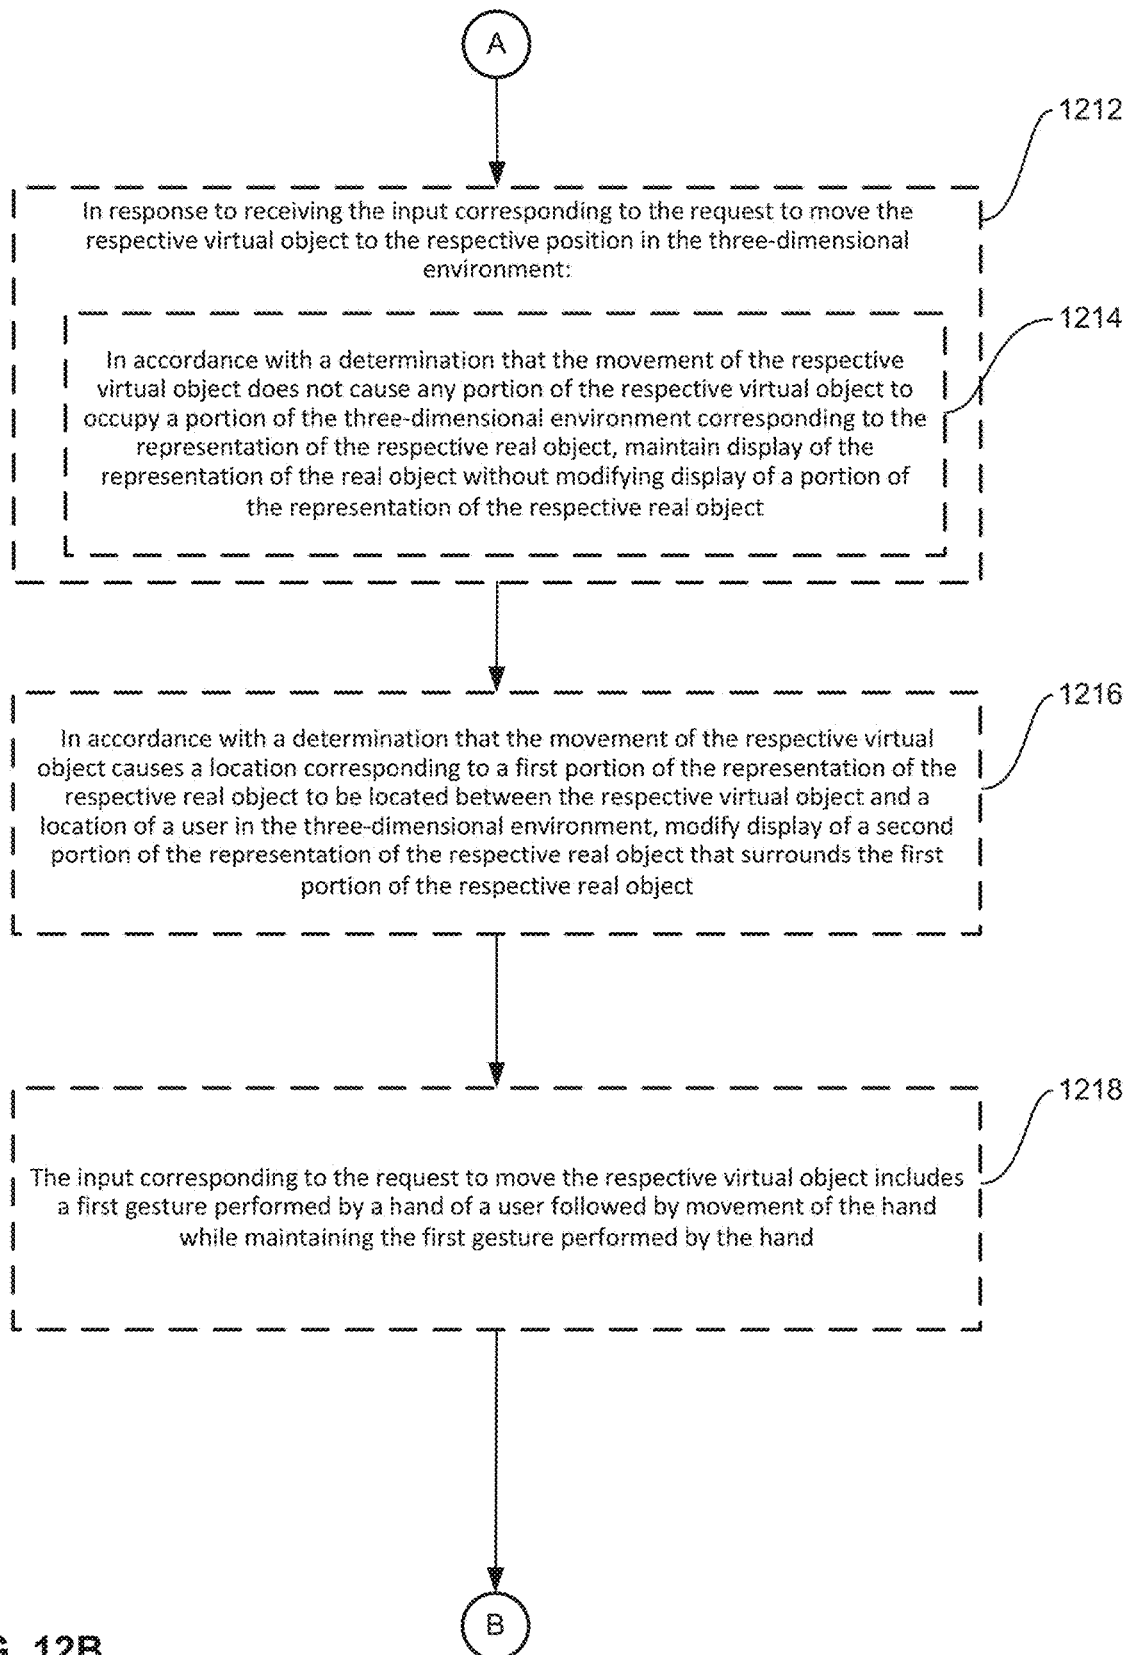 A
1212
In response to receiving the input corresponding to the request to move the
respective virtual object to the respective position in the three-dimensional
environment:
1214
In accordance with a determination that the movement of the respective
virtual object does not cause any portion of the respective virtual object to
occupy a portion of the three-dimensional environment corresponding to the
representation of the respective real object, maintain display of the
representation of the real object without modifying display of a portion of
the representation of the respective real object
1216
In accordance with a determination that the movement of the respective virtual
object causes a location corresponding to a first portion of the representation of the
respective real object to be located between the respective virtual object and a
location of a user in the three-dimensional environment, modify display of a second
portion of the representation of the respective real object that surrounds the first
portion of the respective real object
1218
The input corresponding to the request to move the respective virtual object includes
a first gesture performed by a hand of a user followed by movement of the hand
while maintaining the first gesture performed by the hand
B
12B